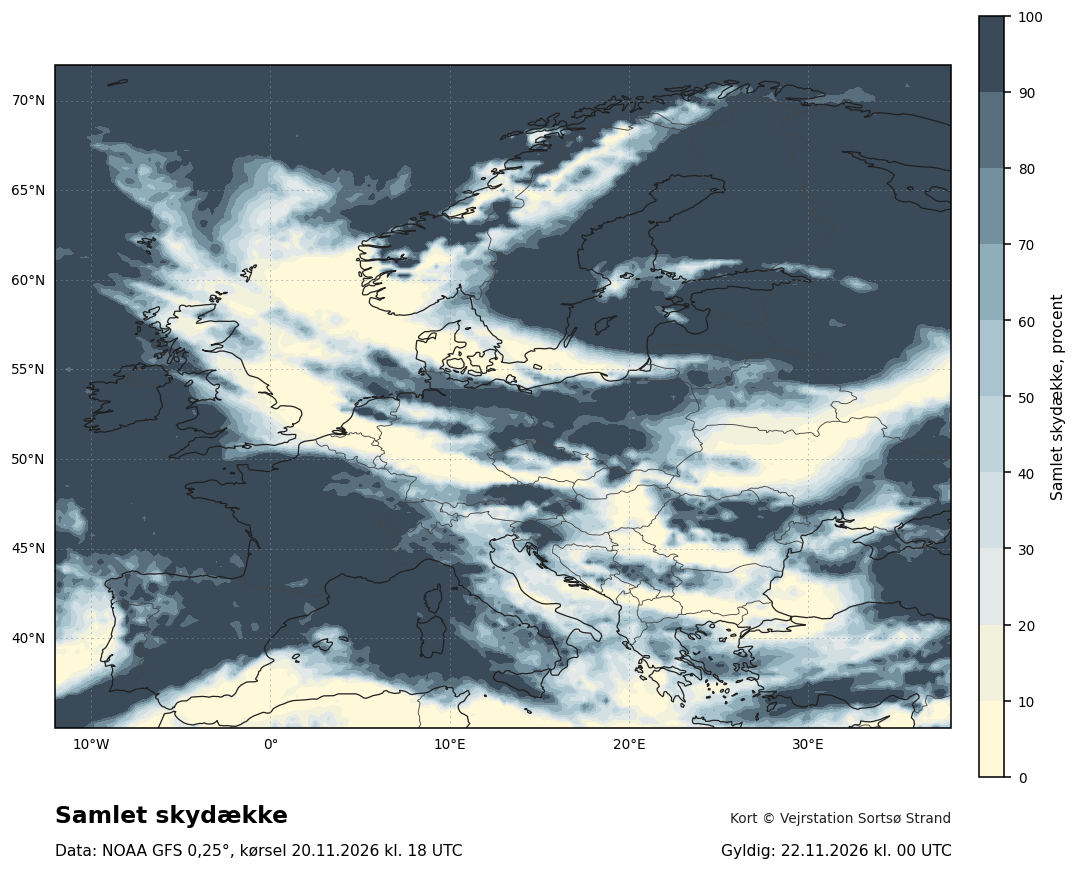 100
90
80
70
60
50
40
30
20
10
0
Samlet skydække, procent
70°N
65°N
60°N
55°N
50°N
45°N
40°N
10°W
0°
10°E
20°E
30°E
Samlet skydække
Kort © Vejrstation Sortsø Strand
Data: NOAA GFS 0,25°, kørsel 20.11.2026 kl. 18 UTC
Gyldig: 22.11.2026 kl. 00 UTC